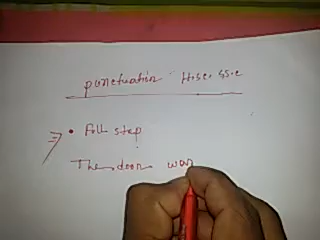 punctuation : H.s.c. s.s.c
• Full stop
The door was